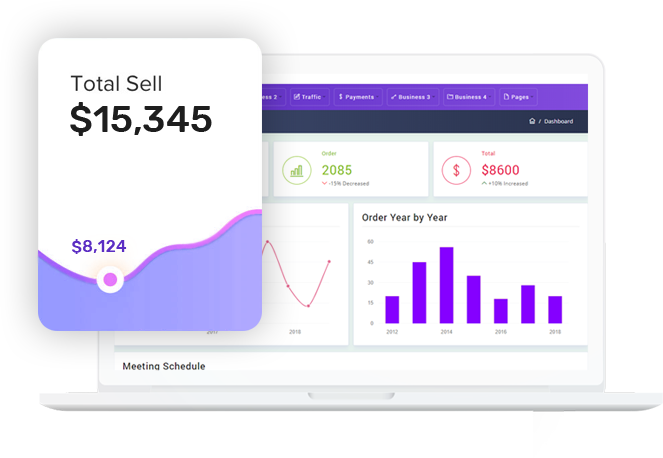 Total Sell
$15,345
$8,124
ess 2
Traffic
$ Payments
Business 3
Business 4
Pages
/ Dashboard
Order
2085
-15% Decreased
Total
$
$8600
+10% Increased
2017
2018
Order Year by Year
60
45
30
15
0
2012
2014
2016
2018
Meeting Schedule